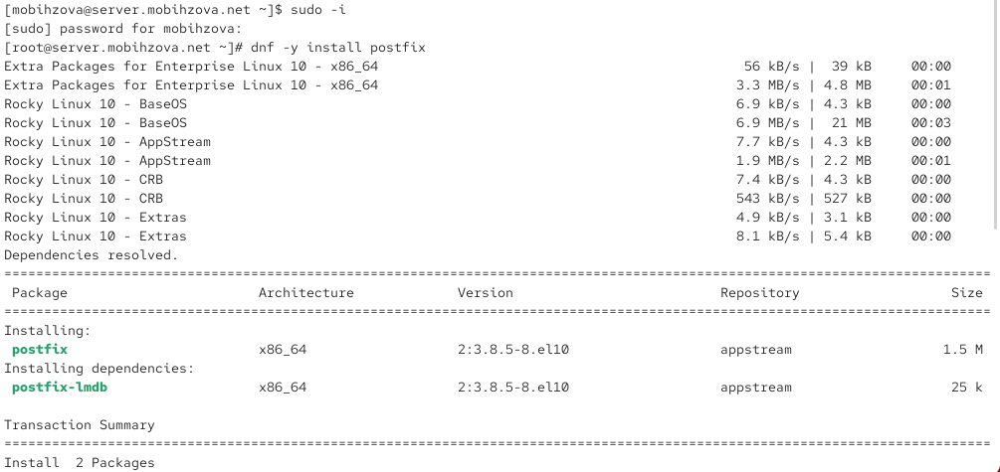 [mobihzova@server.mobihzova.net ~]$ sudo -i
[sudo] password for mobihzova:
[root@server.mobihzova.net ~]# dnf -y install postfix
Extra Packages for Enterprise Linux 10 - x86_64 56 kB/s | 39 kB 00:00
Extra Packages for Enterprise Linux 10 - x86_64 3.3 MB/s | 4.8 MB 00:01
Rocky Linux 10 - BaseOS 6.9 kB/s | 4.3 kB 00:00
Rocky Linux 10 - BaseOS 6.9 MB/s | 21 MB 00:03
Rocky Linux 10 - AppStream 7.7 kB/s | 4.3 kB 00:00
Rocky Linux 10 - AppStream 1.9 MB/s | 2.2 MB 00:01
Rocky Linux 10 - CRB 7.4 kB/s | 4.3 kB 00:00
Rocky Linux 10 - CRB 543 kB/s | 527 kB 00:00
Rocky Linux 10 - Extras 4.9 kB/s | 3.1 kB 00:00
Rocky Linux 10 - Extras 8.1 kB/s | 5.4 kB 00:00
Dependencies resolved.
============================================================================================================================
Package Architecture Version Repository Size
============================================================================================================================
Installing:
postfix x86_64 2:3.8.5-8.el10 appstream 1.5 M
Installing dependencies:
postfix-lmdb x86_64 2:3.8.5-8.el10 appstream 25 k
Transaction Summary
============================================================================================================================
Install 2 Packages